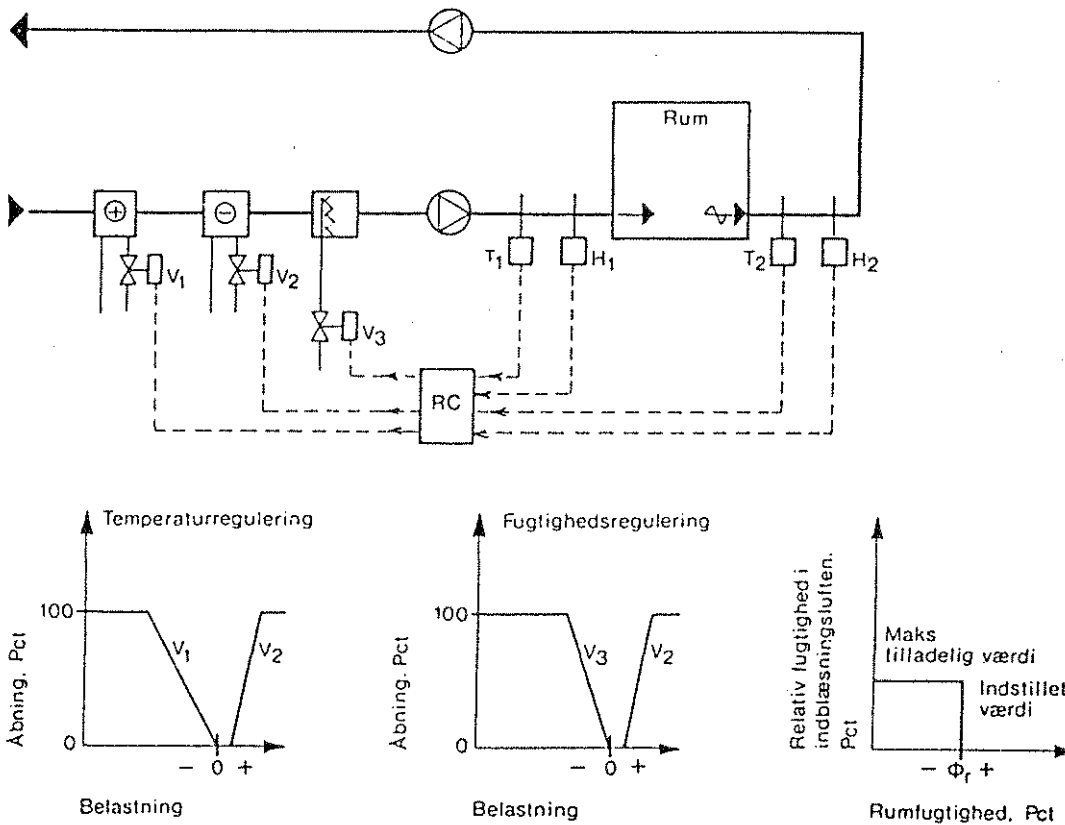 Rum
+
−
V1
V2
V3
T1
H1
T2
H2
RC
Temperaturregulering
Åbning, Pct
100
0
V1
V2
− 0 +
Belastning
Fugtighedsregulering
Åbning, Pct
100
0
V3
V2
− 0 +
Belastning
Relativ fugtighed i
indblæsningsluften.
Pct
Maks
tilladelig værdi
Indstillet
værdi
− Φr +
Rumfugtighed, Pct